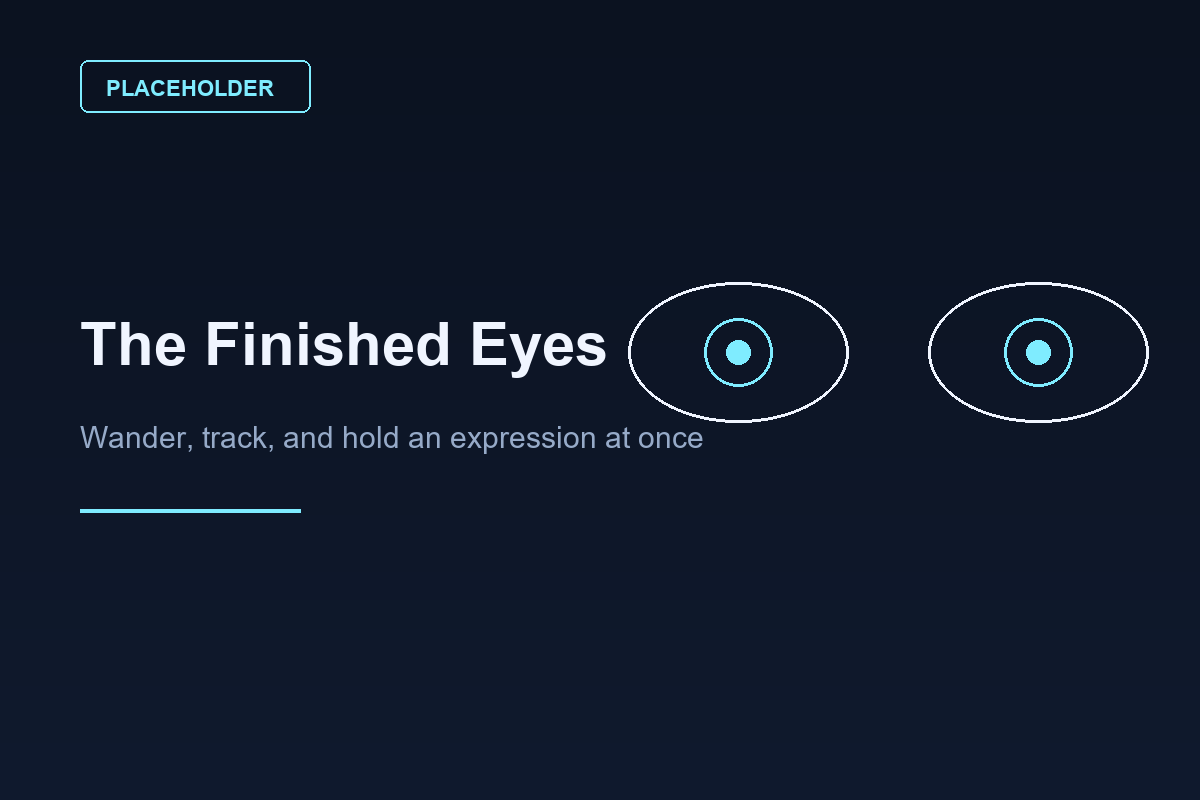 PLACEHOLDER
The Finished Eyes
Wander, track, and hold an expression at once